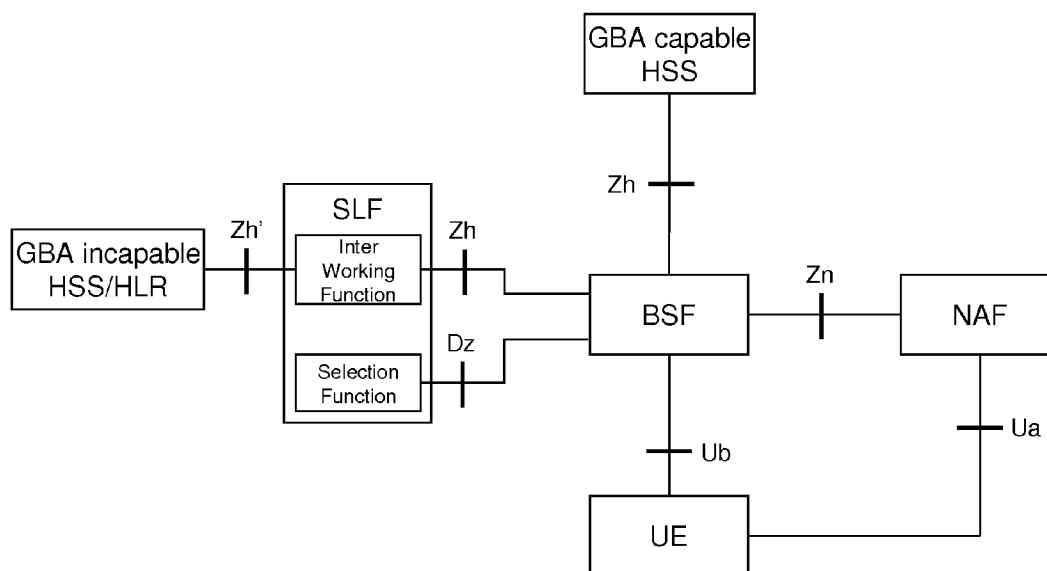 GBA capable
HSS
Zh
SLF
Zh'
Zh
GBA incapable
HSS/HLR
Inter
Working
Function
Zn
BSF
NAF
Dz
Selection
Function
Ub
Ua
UE